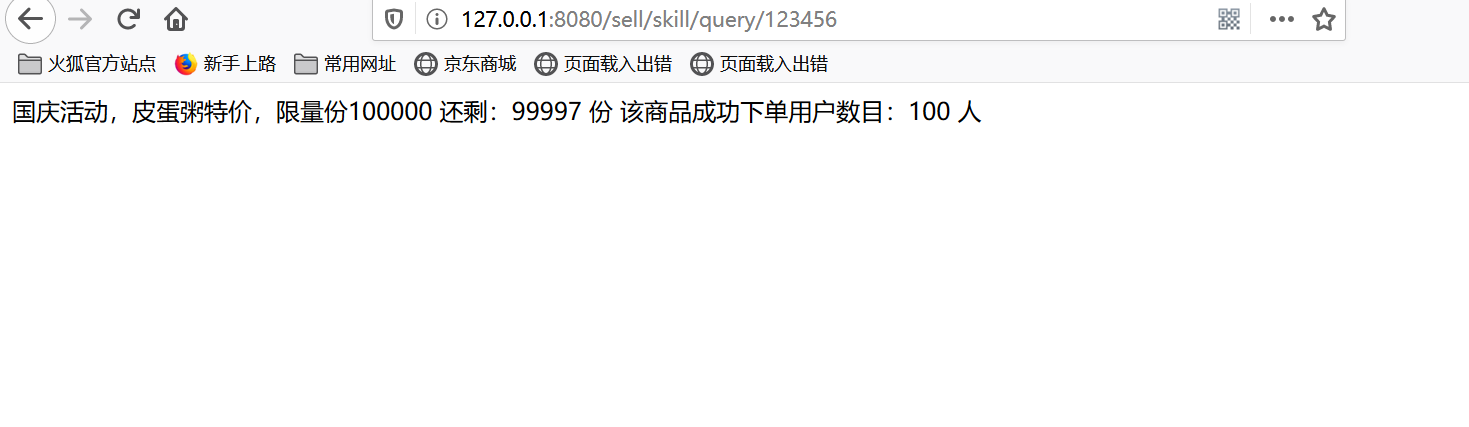 127.0.0.1:8080/sell/skill/query/123456
火狐官方站点 新手上路 常用网址 京东商城 页面载入出错 页面载入出错
国庆活动，皮蛋粥特价，限量份100000 还剩：99997 份 该商品成功下单用户数目：100 人